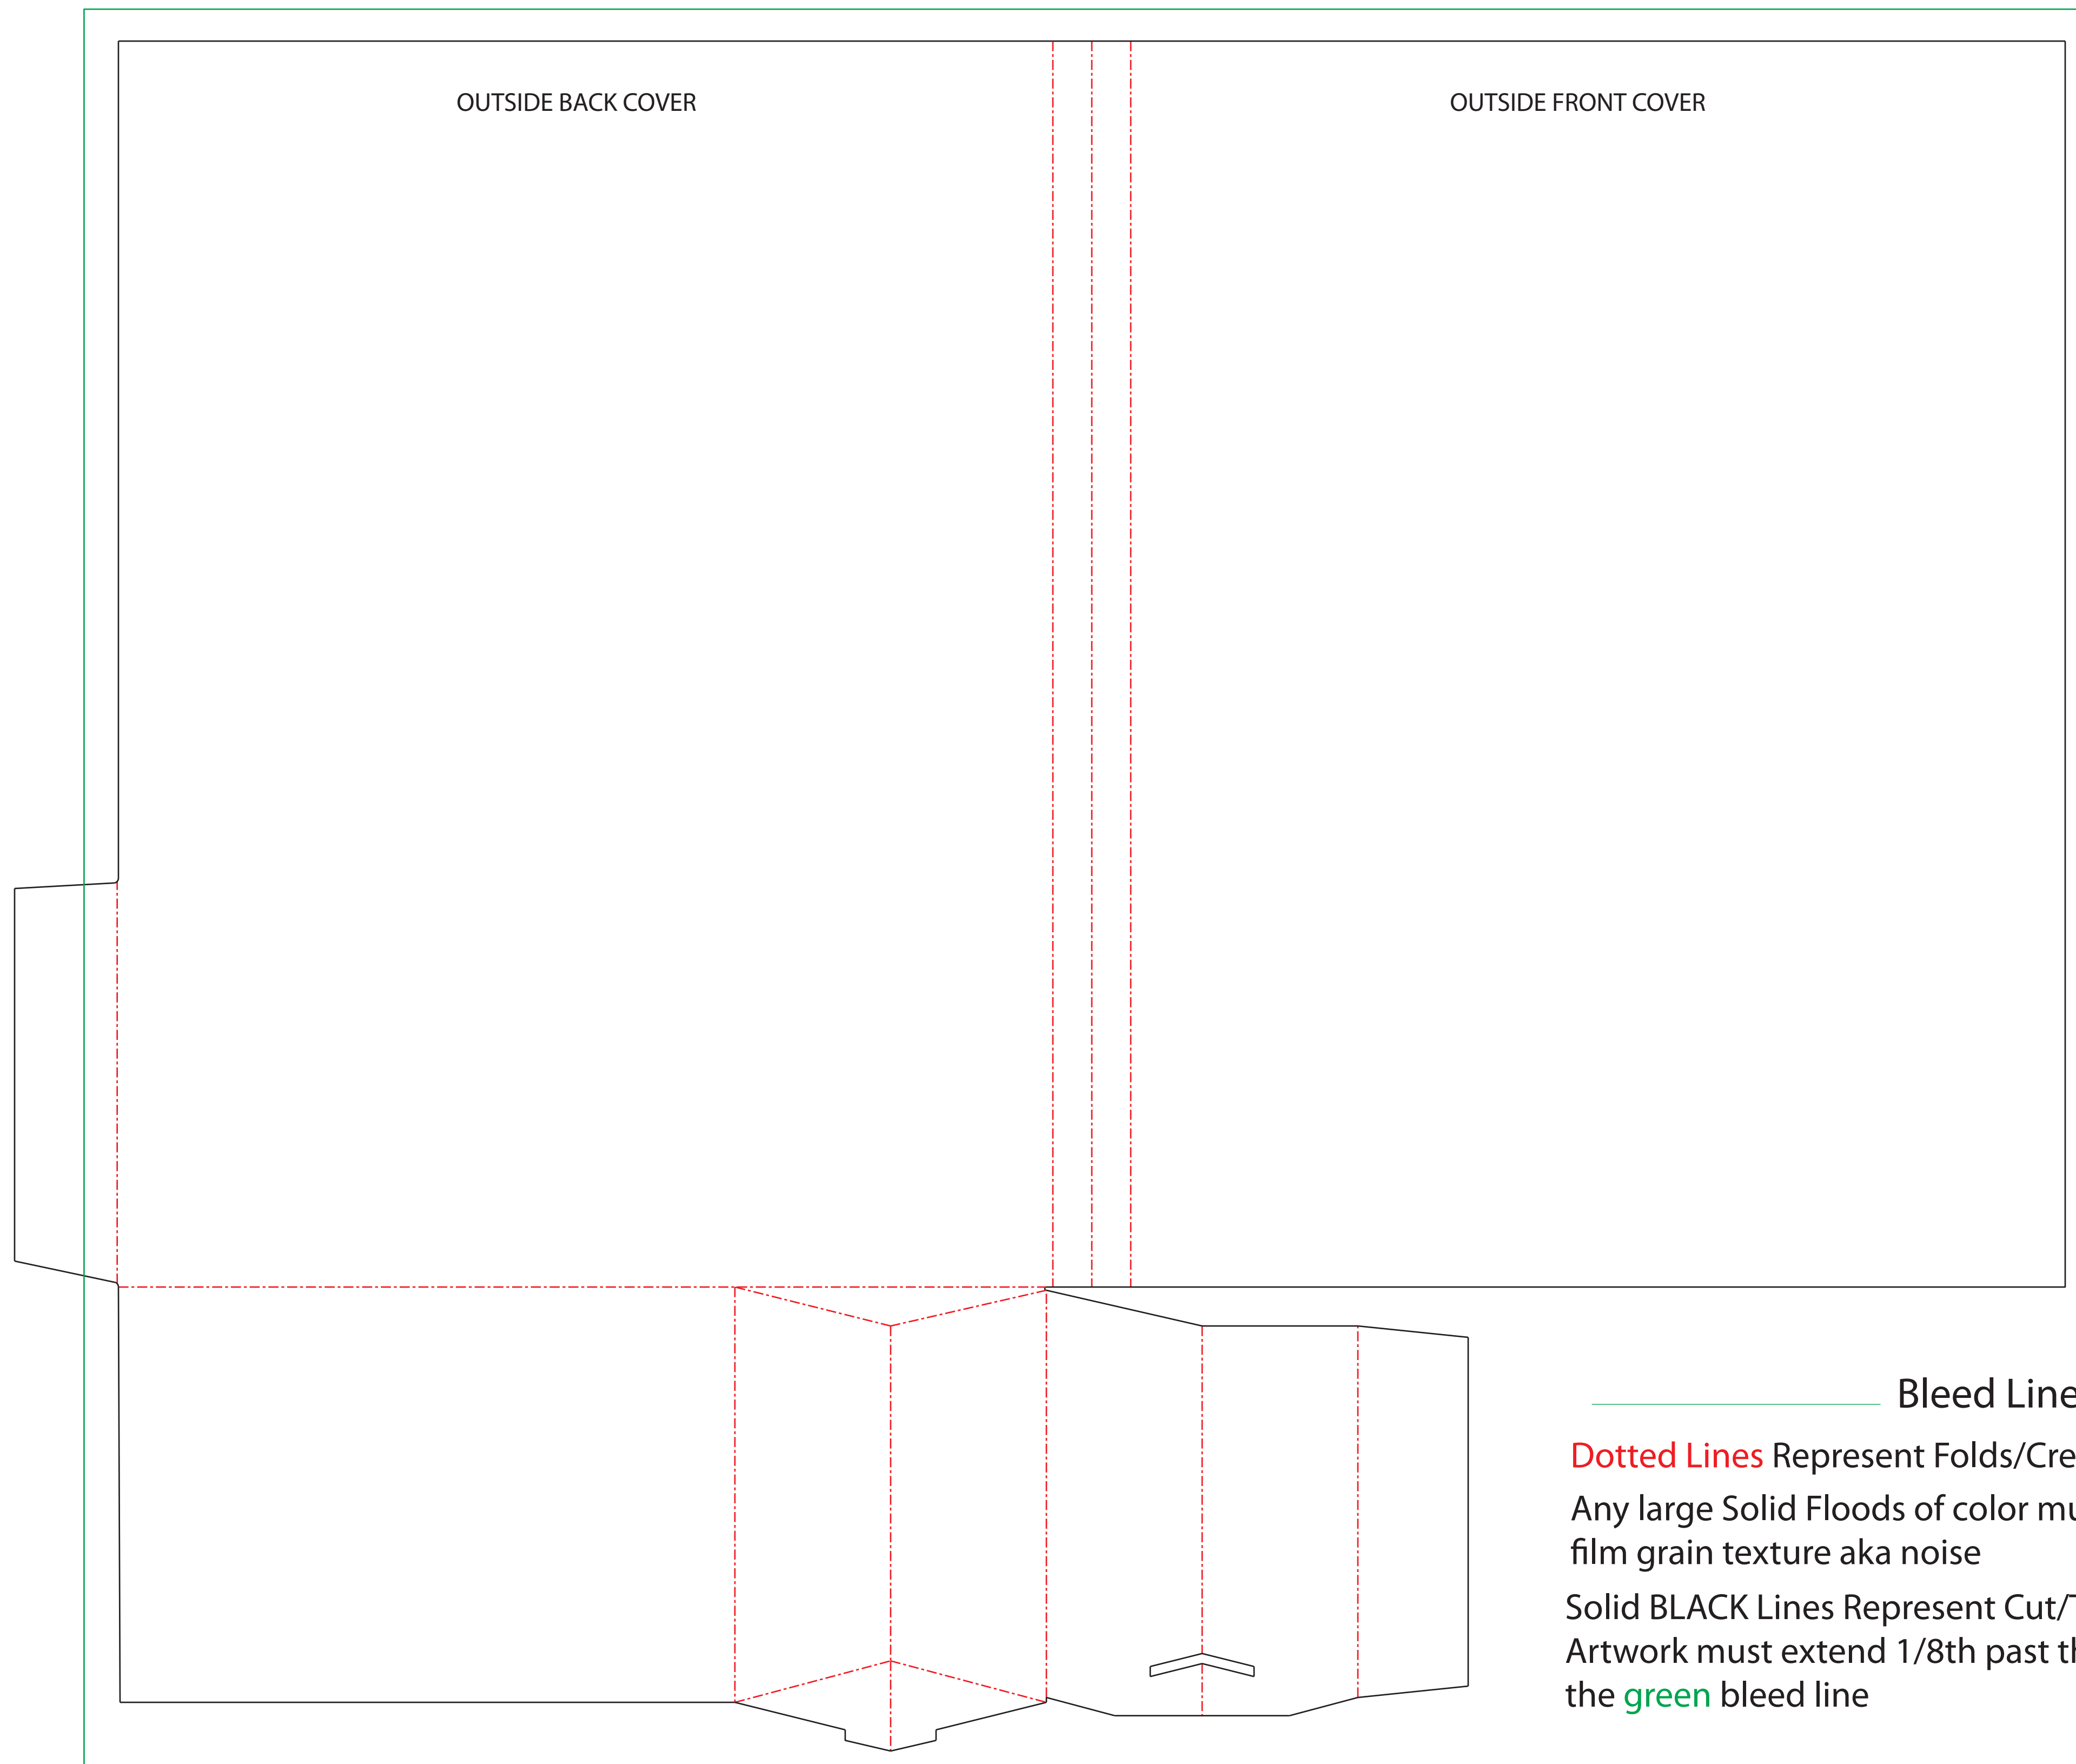 OUTSIDE BACK COVER
OUTSIDE FRONT COVER
Bleed Line
Dotted Lines Represent Folds/Cre
Any large Solid Floods of color mu
film grain texture aka noise
Solid BLACK Lines Represent Cut/
Artwork must extend 1/8th past th
the green bleed line